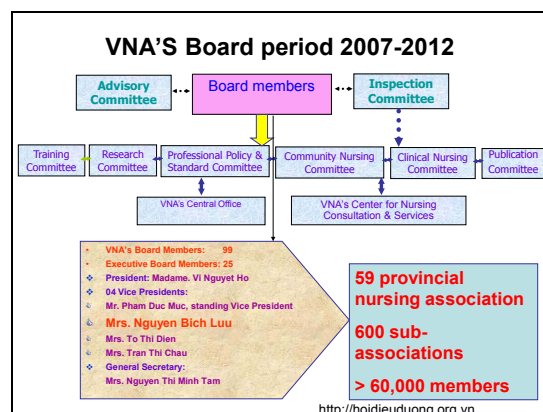 VNA'S Board period 2007-2012
Advisory
Committee
Board members
Inspection
Committee
Training
Committee
Research
Committee
Professional Policy &
Standard Committee
Community Nursing
Committee
Clinical Nursing
Committee
Publication
Committee
VNA's Central Office
VNA's Center for Nursing
Consultation & Services
VNA's Board Members: 99
Executive Board Members: 25
President: Madame. Vi Nguyet Ho
04 Vice Presidents:
Mr. Pham Duc Muc, standing Vice President
Mrs. Nguyen Bich Luu
Mrs. To Thi Dien
Mrs. Tran Thi Chau
General Secretary:
Mrs. Nguyen Thi Minh Tam
59 provincial
nursing association
600 sub-
associations
> 60,000 members
http://hoidieuduong.org.vn